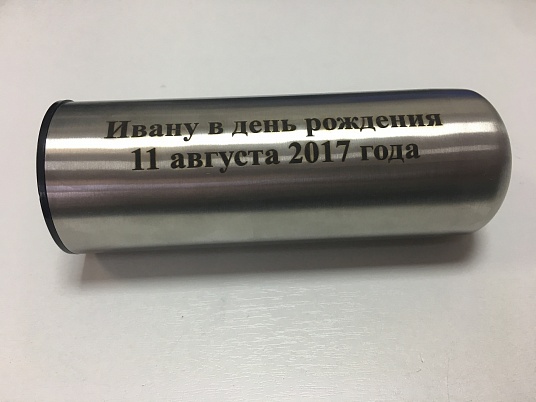 Ивану в день рождения
11 августа 2017 года